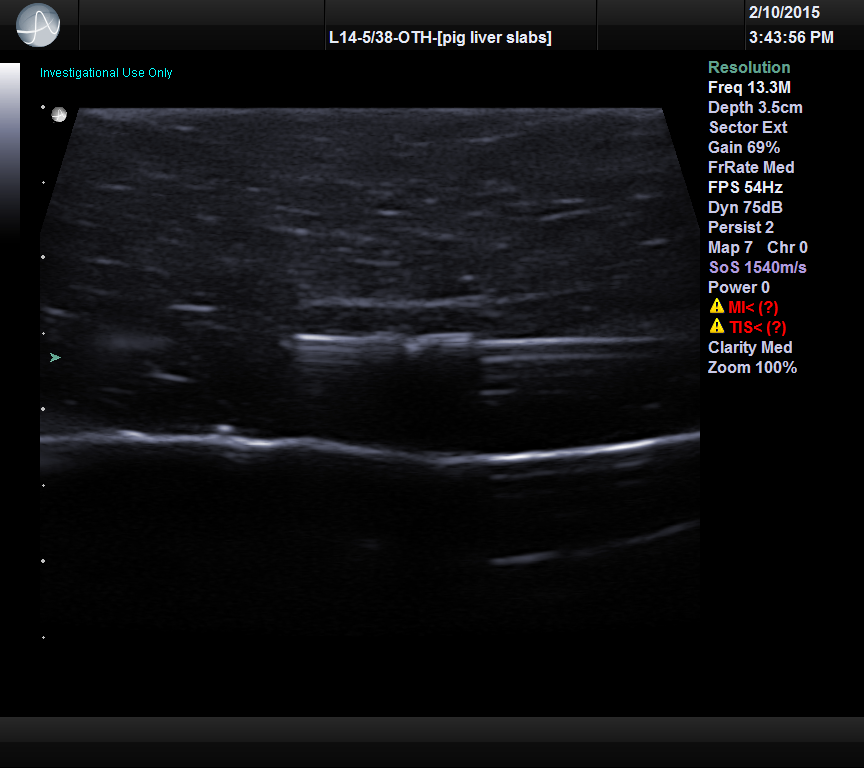 2/10/2015
L14-5/38-OTH-[pig liver slabs]
3:43:56 PM
Investigational Use Only
Resolution
Freq 13.3M
Depth 3.5cm
Sector Ext
Gain 69%
FrRate Med
FPS 54Hz
Dyn 75dB
Persist 2
Map 7 Chr 0
SoS 1540m/s
Power 0
MI< (?)
TIS< (?)
Clarity Med
Zoom 100%